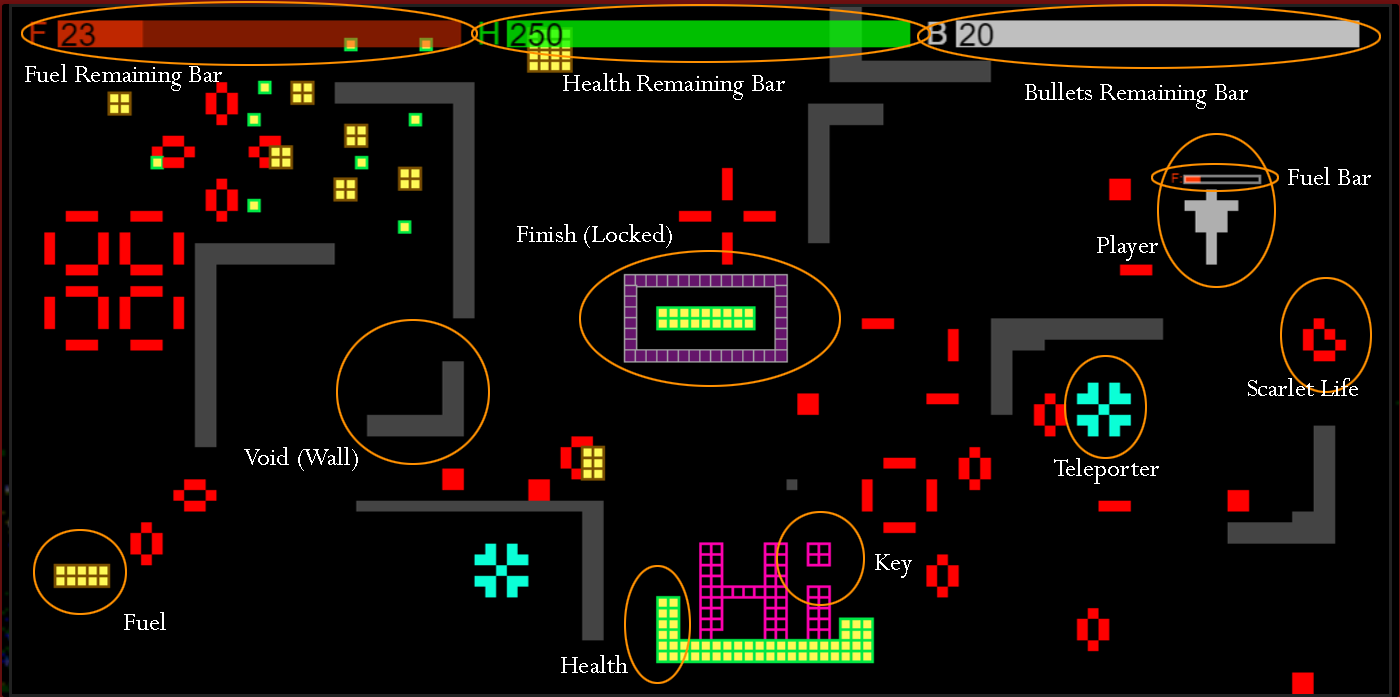 F 23
H 250
B 20
Fuel Remaining Bar
Health Remaining Bar
Bullets Remaining Bar
F
Fuel Bar
Finish (Locked)
Player
Scarlet Life
Void (Wall)
Teleporter
Key
Fuel
Health